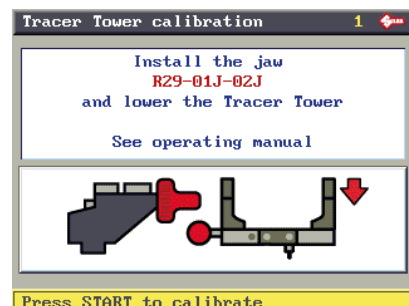 Tracer Tower calibration 1
Install the jaw
R29-01J-02J
and lower the Tracer Tower
See operating manual
Press START to calibrate